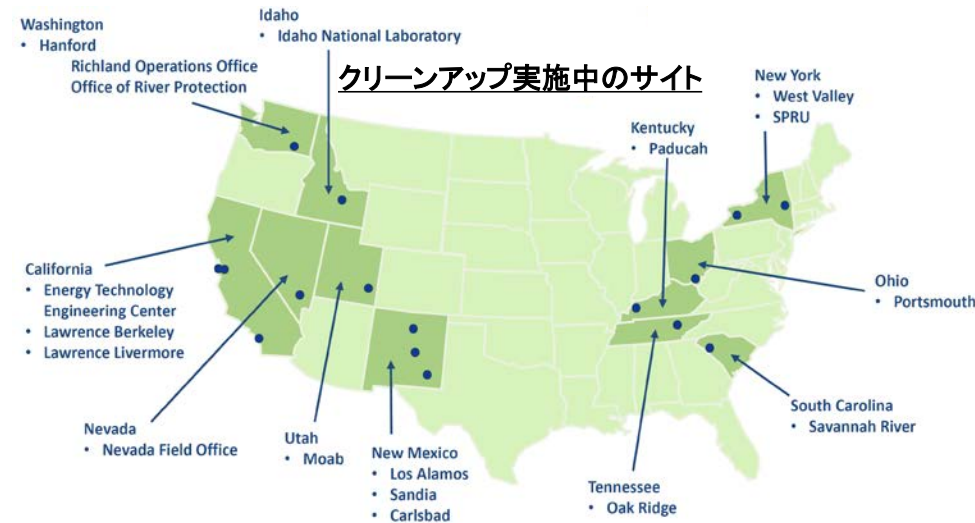 Washington
• Hanford
Richland Operations Office
Office of River Protection
Idaho
• Idaho National Laboratory
クリーンアップ実施中のサイト
New York
• West Valley
• SPRU
Kentucky
• Paducah
California
• Energy Technology
Engineering Center
• Lawrence Berkeley
• Lawrence Livermore
Ohio
• Portsmouth
Nevada
• Nevada Field Office
Utah
• Moab
New Mexico
• Los Alamos
• Sandia
• Carlsbad
Tennessee
• Oak Ridge
South Carolina
• Savannah River